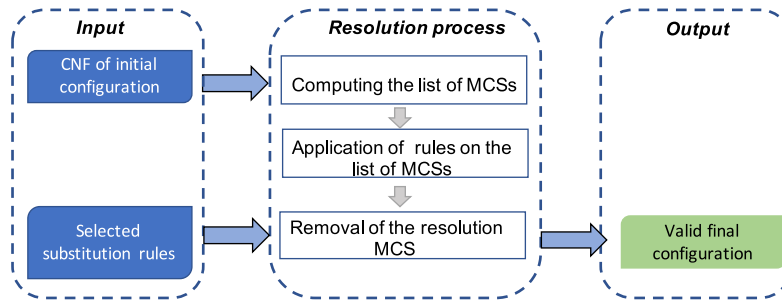 Input
CNF of initial
configuration
Selected
substitution rules
Resolution process
Computing the list of MCSs
Application of rules on the
list of MCSs
Removal of the resolution
MCS
Output
Valid final
configuration